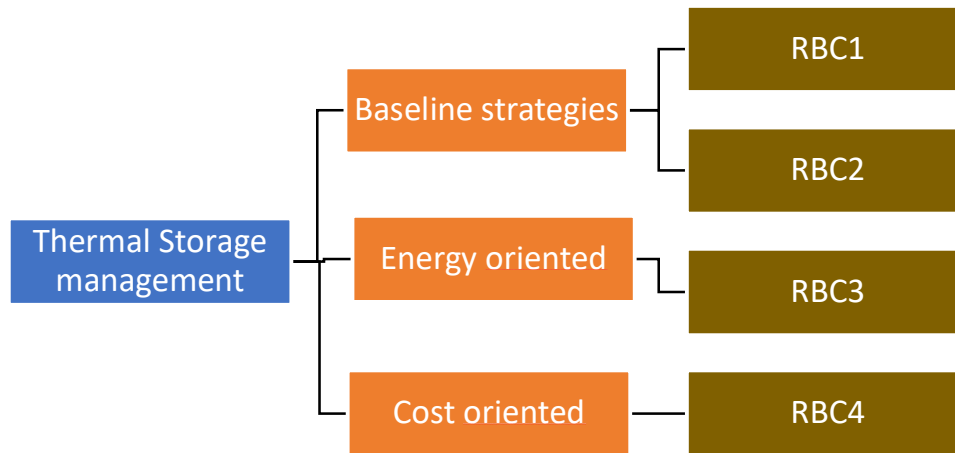 RBC1
Baseline strategies
RBC2
Thermal Storage
management
Energy oriented
RBC3
Cost oriented
RBC4